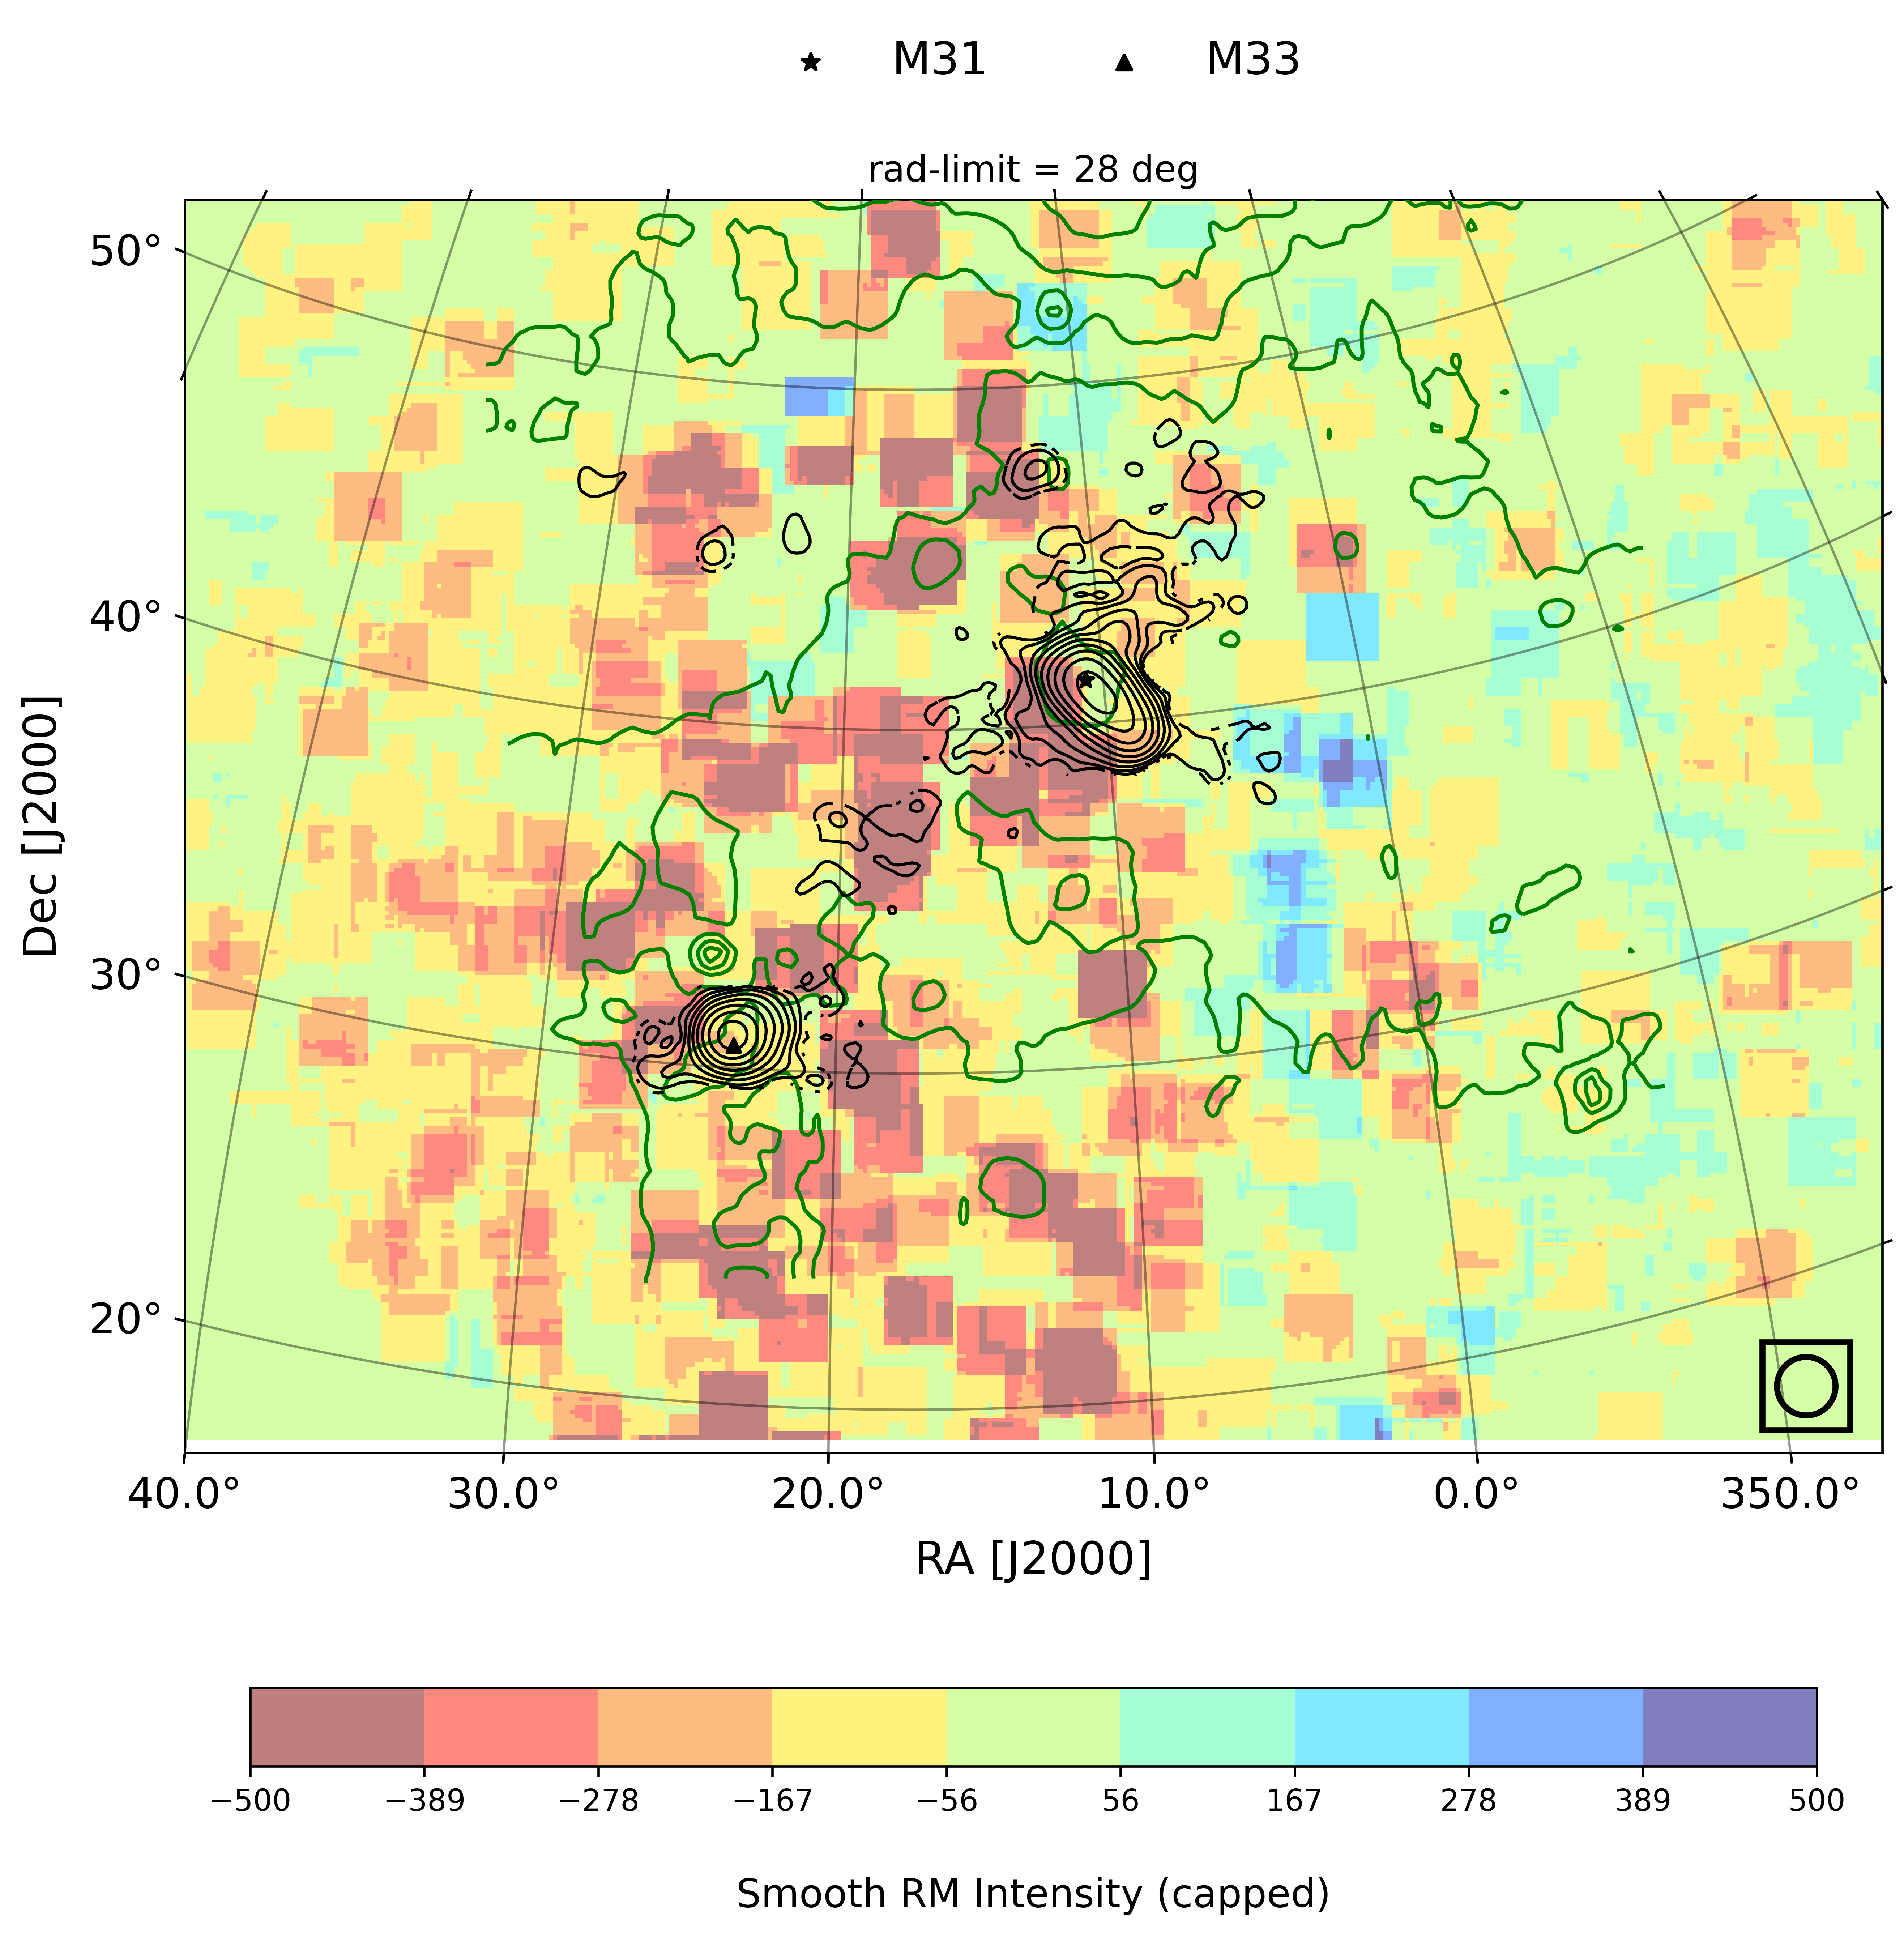 M31 M33
rad-limit = 28 deg
50°
40°
30°
20°
Dec [J2000]
40.0° 30.0° 20.0° 10.0° 0.0° 350.0°
RA [J2000]
−500 −389 −278 −167 −56 56 167 278 389 500
Smooth RM Intensity (capped)